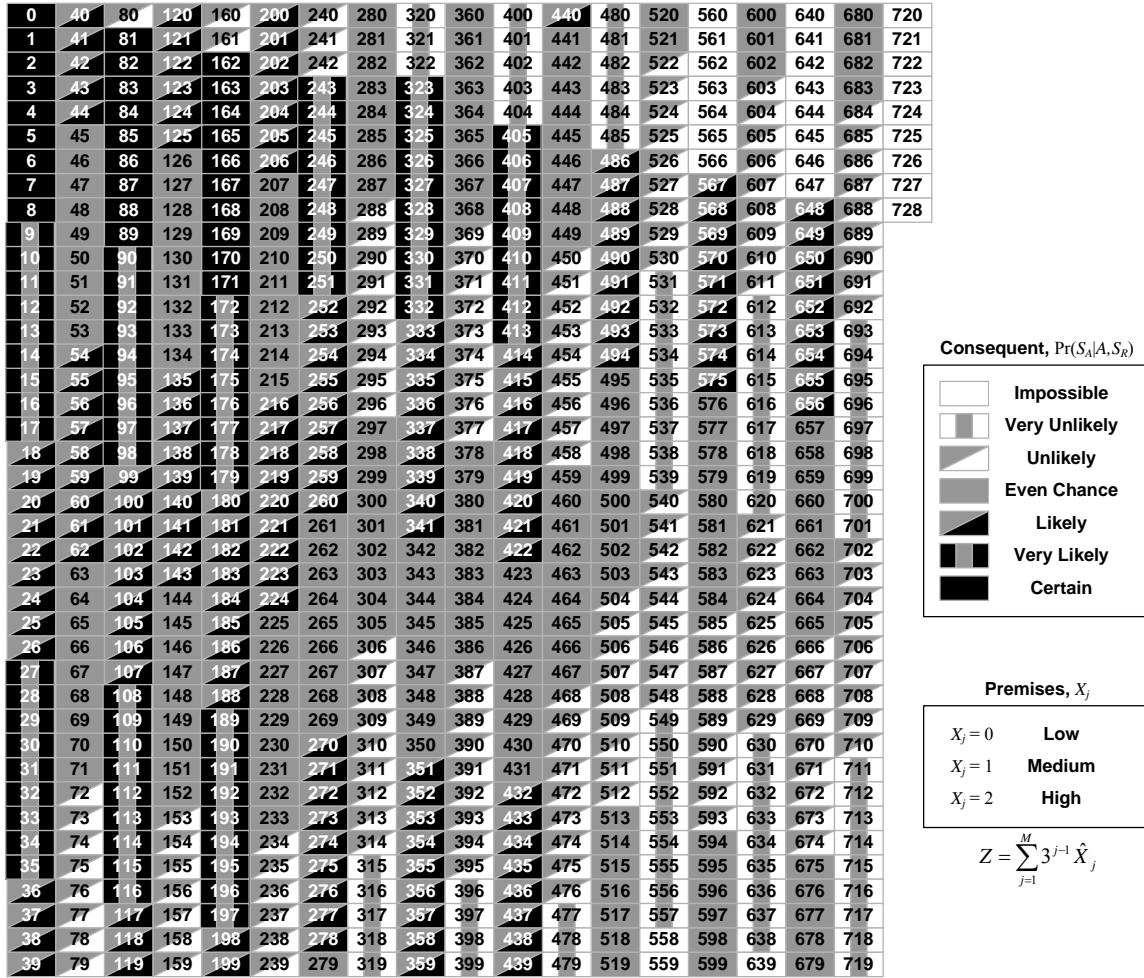 0 40 80 120 160 200 240 280 320 360 400 440 480 520 560 600 640 680 720
1 41 81 121 161 201 241 281 321 361 401 441 481 521 561 601 641 681 721
2 42 82 122 162 202 242 282 322 362 402 442 482 522 562 602 642 682 722
3 43 83 123 163 203 243 283 323 363 403 443 483 523 563 603 643 683 723
4 44 84 124 164 204 244 284 324 364 404 444 484 524 564 604 644 684 724
5 45 85 125 165 205 245 285 325 365 405 445 485 525 565 605 645 685 725
6 46 86 126 166 206 246 286 326 366 406 446 486 526 566 606 646 686 726
7 47 87 127 167 207 247 287 327 367 407 447 487 527 567 607 647 687 727
8 48 88 128 168 208 248 288 328 368 408 448 488 528 568 608 648 688 728
9 49 89 129 169 209 249 289 329 369 409 449 489 529 569 609 649 689
10 50 90 130 170 210 250 290 330 370 410 450 490 530 570 610 650 690
11 51 91 131 171 211 251 291 331 371 411 451 491 531 571 611 651 691
12 52 92 132 172 212 252 292 332 372 412 452 492 532 572 612 652 692
13 53 93 133 173 213 253 293 333 373 413 453 493 533 573 613 653 693
14 54 94 134 174 214 254 294 334 374 414 454 494 534 574 614 654 694
15 55 95 135 175 215 255 295 335 375 415 455 495 535 575 615 655 695
16 56 96 136 176 216 256 296 336 376 416 456 496 536 576 616 656 696
17 57 97 137 177 217 257 297 337 377 417 457 497 537 577 617 657 697
18 58 98 138 178 218 258 298 338 378 418 458 498 538 578 618 658 698
19 59 99 139 179 219 259 299 339 379 419 459 499 539 579 619 659 699
20 60 100 140 180 220 260 300 340 380 420 460 500 540 580 620 660 700
21 61 101 141 181 221 261 301 341 381 421 461 501 541 581 621 661 701
22 62 102 142 182 222 262 302 342 382 422 462 502 542 582 622 662 702
23 63 103 143 183 223 263 303 343 383 423 463 503 543 583 623 663 703
24 64 104 144 184 224 264 304 344 384 424 464 504 544 584 624 664 704
25 65 105 145 185 225 265 305 345 385 425 465 505 545 585 625 665 705
26 66 106 146 186 226 266 306 346 386 426 466 506 546 586 626 666 706
27 67 107 147 187 227 267 307 347 387 427 467 507 547 587 627 667 707
28 68 108 148 188 228 268 308 348 388 428 468 508 548 588 628 668 708
29 69 109 149 189 229 269 309 349 389 429 469 509 549 589 629 669 709
30 70 110 150 190 230 270 310 350 390 430 470 510 550 590 630 670 710
31 71 111 151 191 231 271 311 351 391 431 471 511 551 591 631 671 711
32 72 112 152 192 232 272 312 352 392 432 472 512 552 592 632 672 712
33 73 113 153 193 233 273 313 353 393 433 473 513 553 593 633 673 713
34 74 114 154 194 234 274 314 354 394 434 474 514 554 594 634 674 714
35 75 115 155 195 235 275 315 355 395 435 475 515 555 595 635 675 715
36 76 116 156 196 236 276 316 356 396 436 476 516 556 596 636 676 716
37 77 117 157 197 237 277 317 357 397 437 477 517 557 597 637 677 717
38 78 118 158 198 238 278 318 358 398 438 478 518 558 598 638 678 718
39 79 119 159 199 239 279 319 359 399 439 479 519 559 599 639 679 719
Consequent, Pr(S_A|A,S_R)
Impossible
Very Unlikely
Unlikely
Even Chance
Likely
Very Likely
Certain
Premises, X_j
X_j = 0 Low
X_j = 1 Medium
X_j = 2 High
Z = ∑_{j=1}^{M} 3^{j-1} X̂_j